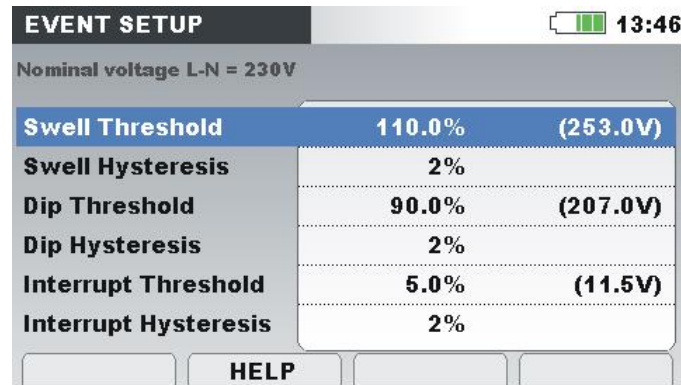 EVENT SETUP 13:46
Nominal voltage L-N = 230V
Swell Threshold 110.0% (253.0V)
Swell Hysteresis 2%
Dip Threshold 90.0% (207.0V)
Dip Hysteresis 2%
Interrupt Threshold 5.0% (11.5V)
Interrupt Hysteresis 2%
HELP